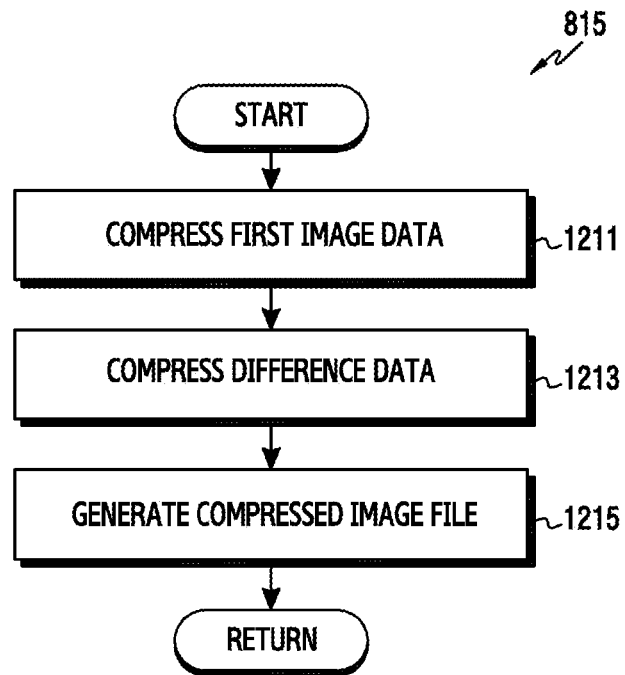 815
START
COMPRESS FIRST IMAGE DATA
1211
COMPRESS DIFFERENCE DATA
1213
GENERATE COMPRESSED IMAGE FILE
1215
RETURN